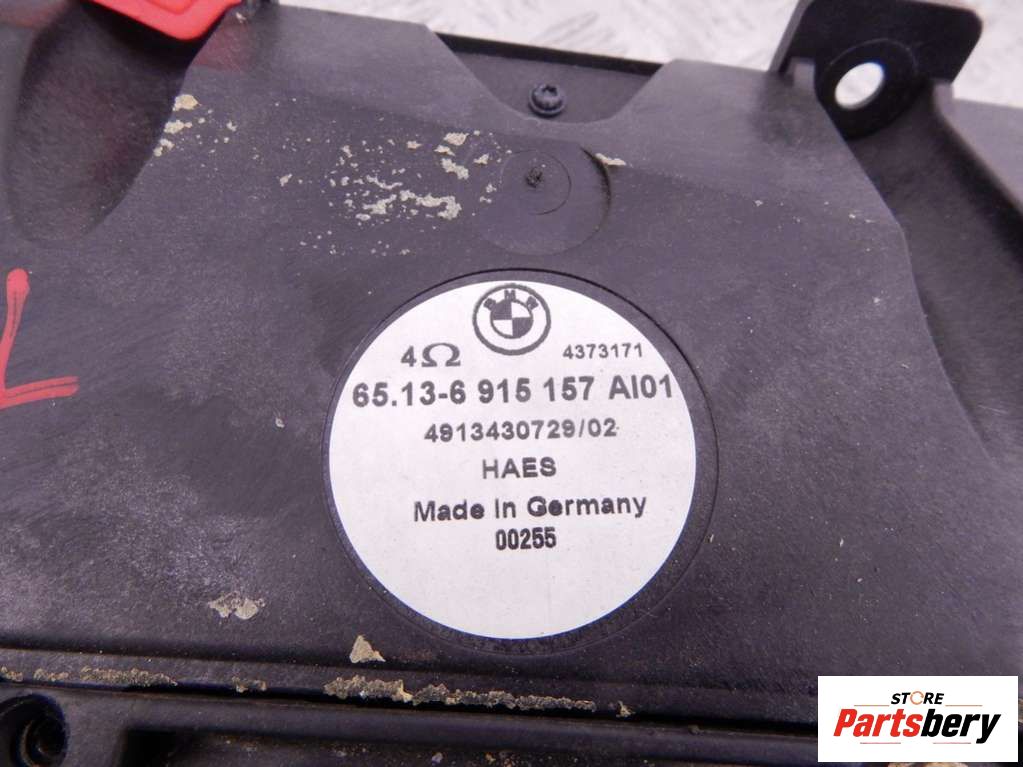 BMW
4Ω 4373171
65.13-6 915 157 AI01
4913430729/02
HAES
Made In Germany
00255
L
STORE
Partsbery